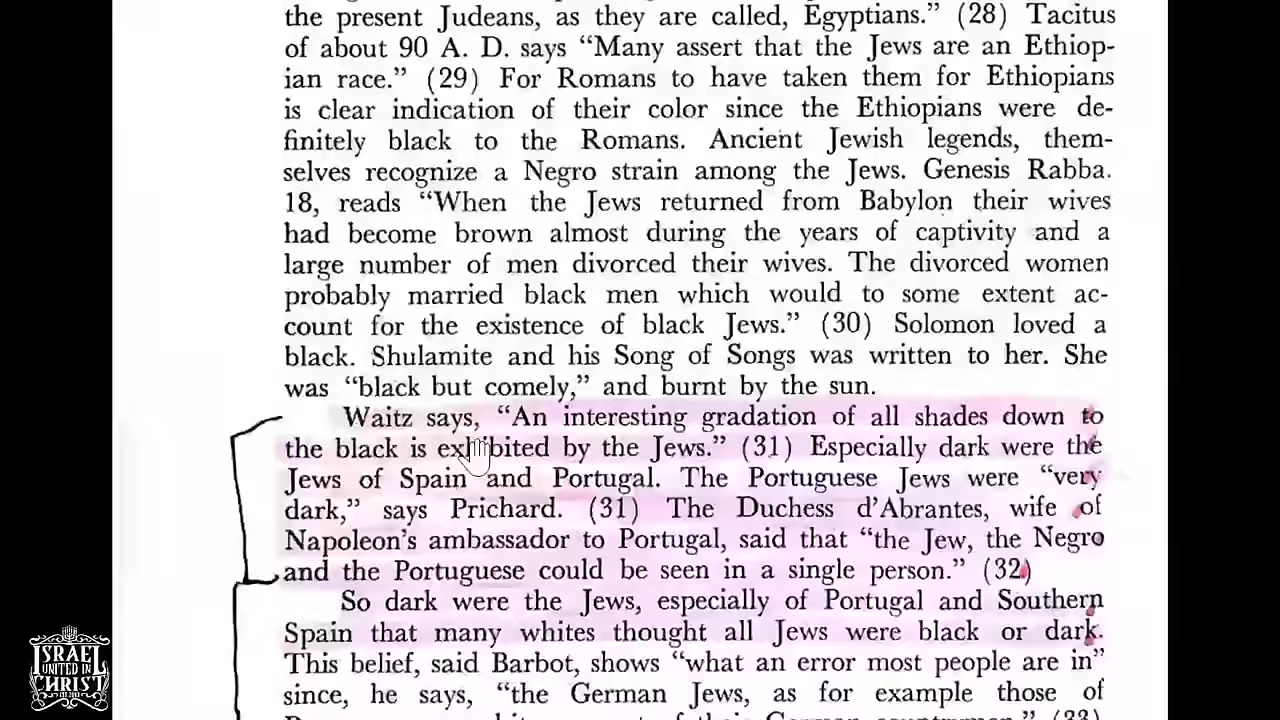 the present Judeans, as they are called, Egyptians.” (28) Tacitus
of about 90 A. D. says “Many assert that the Jews are an Ethiop-
ian race.” (29) For Romans to have taken them for Ethiopians
is clear indication of their color since the Ethiopians were de-
finitely black to the Romans. Ancient Jewish legends, them-
selves recognize a Negro strain among the Jews. Genesis Rabba.
18, reads “When the Jews returned from Babylon their wives
had become brown almost during the years of captivity and a
large number of men divorced their wives. The divorced women
probably married black men which would to some extent ac-
count for the existence of black Jews.” (30) Solomon loved a
black. Shulamite and his Song of Songs was written to her. She
was “black but comely,” and burnt by the sun.
Waitz says, “An interesting gradation of all shades down to
the black is exhibited by the Jews.” (31) Especially dark were the
Jews of Spain and Portugal. The Portuguese Jews were “very
dark,” says Prichard. (31) The Duchess d’Abrantes, wife of
Napoleon’s ambassador to Portugal, said that “the Jew, the Negro
and the Portuguese could be seen in a single person.” (32)
So dark were the Jews, especially of Portugal and Southern
Spain that many whites thought all Jews were black or dark.
This belief, said Barbot, shows “what an error most people are in”
since, he says, “the German Jews, as for example those of
ISRAEL
UNITED IN
CHRIST